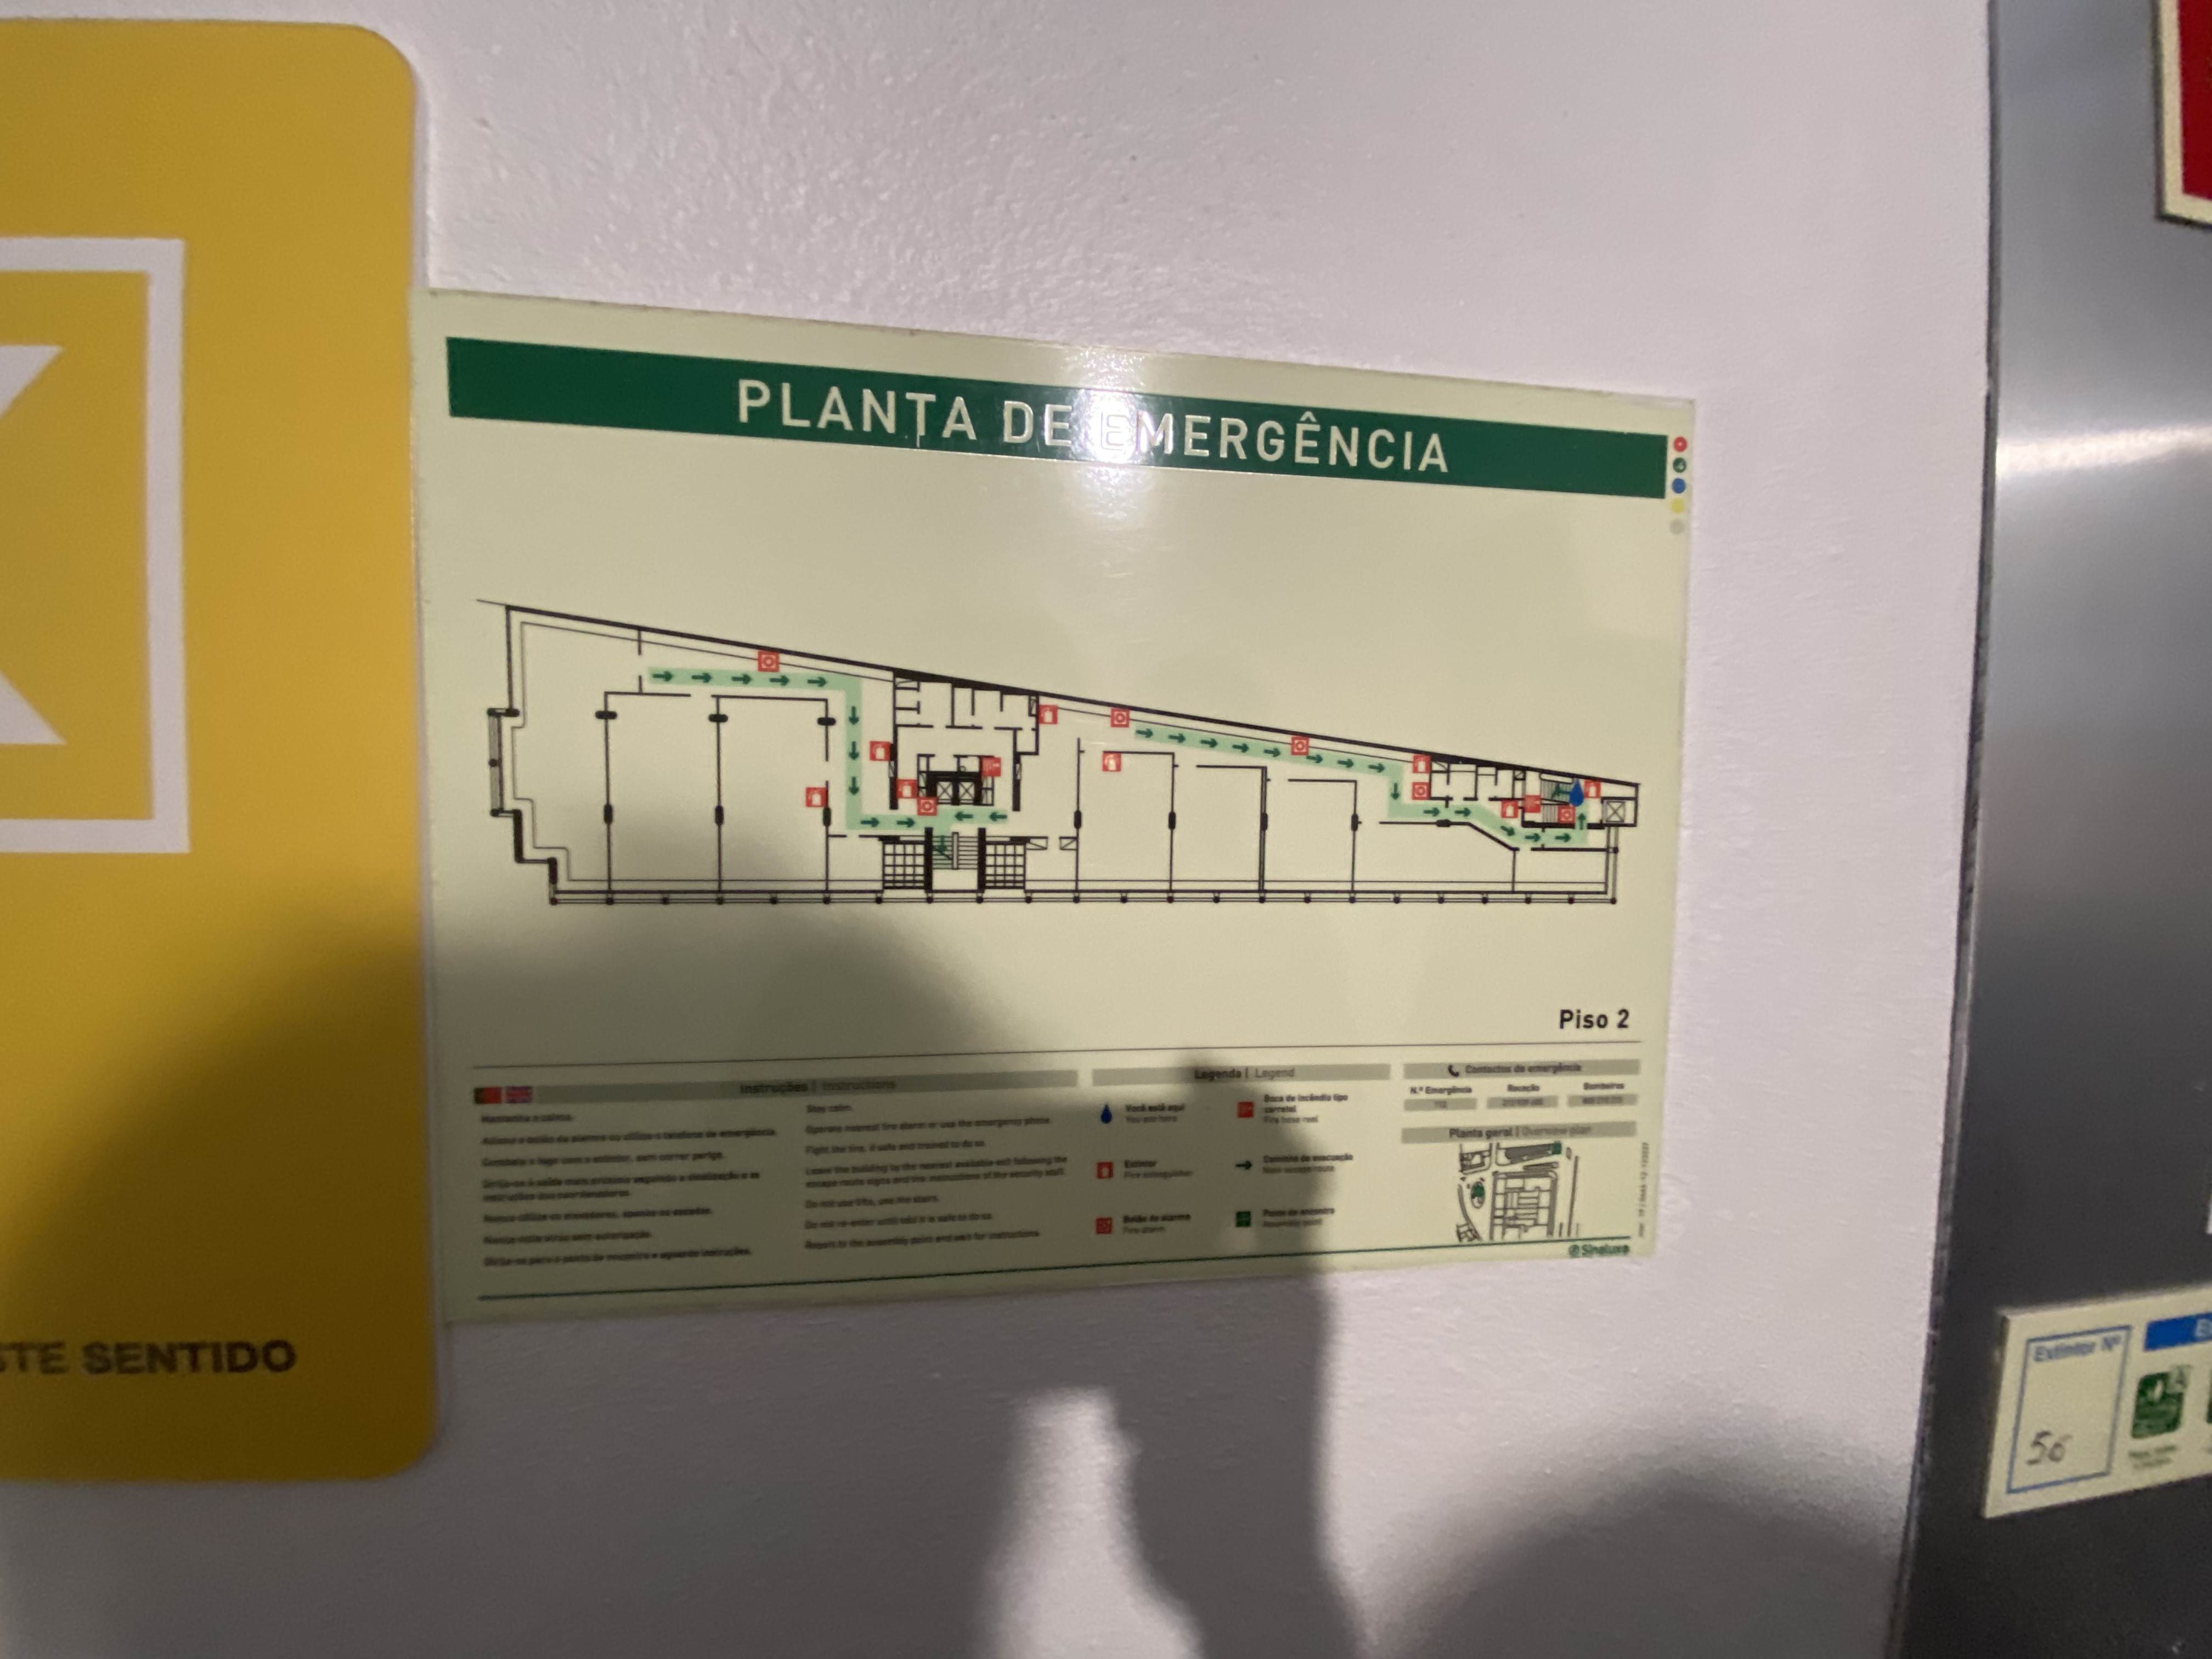 PLANTA DE EMERGÊNCIA
Piso 2
Instruções | Instructions
Mantenha a calma.
Acione o botão de alarme ou utilize o telefone de emergência.
Combata o fogo com o extintor, sem correr perigo.
Dirija-se à saída mais próxima seguindo a sinalização e as
instruções dos coordenadores.
Nunca utilize os elevadores, apenas as escadas.
Nunca volte atrás sem autorização.
Dirija-se para o ponto de encontro e aguarde instruções.
Stay calm.
Operate nearest fire alarm or use the emergency phone.
Fight the fire, if safe and trained to do so.
Leave the building by the nearest available exit following the
escape route signs and the instructions of the security staff.
Do not use lifts, use the stairs.
Do not re-enter until told it is safe to do so.
Report to the assembly point and wait for instructions.
Legenda | Legend
Você está aqui
You are here
Extintor
Fire extinguisher
Botão de alarme
Fire alarm
Boca de incêndio tipo
carretel
Fire hose reel
Caminho de evacuação
Main escape route
Ponto de encontro
Assembly point
Contactos de emergência
N.º Emergência
Receção
Bombeiros
112
Planta geral | Overview plan
Sinalux
STE SENTIDO
Extintor Nº
56